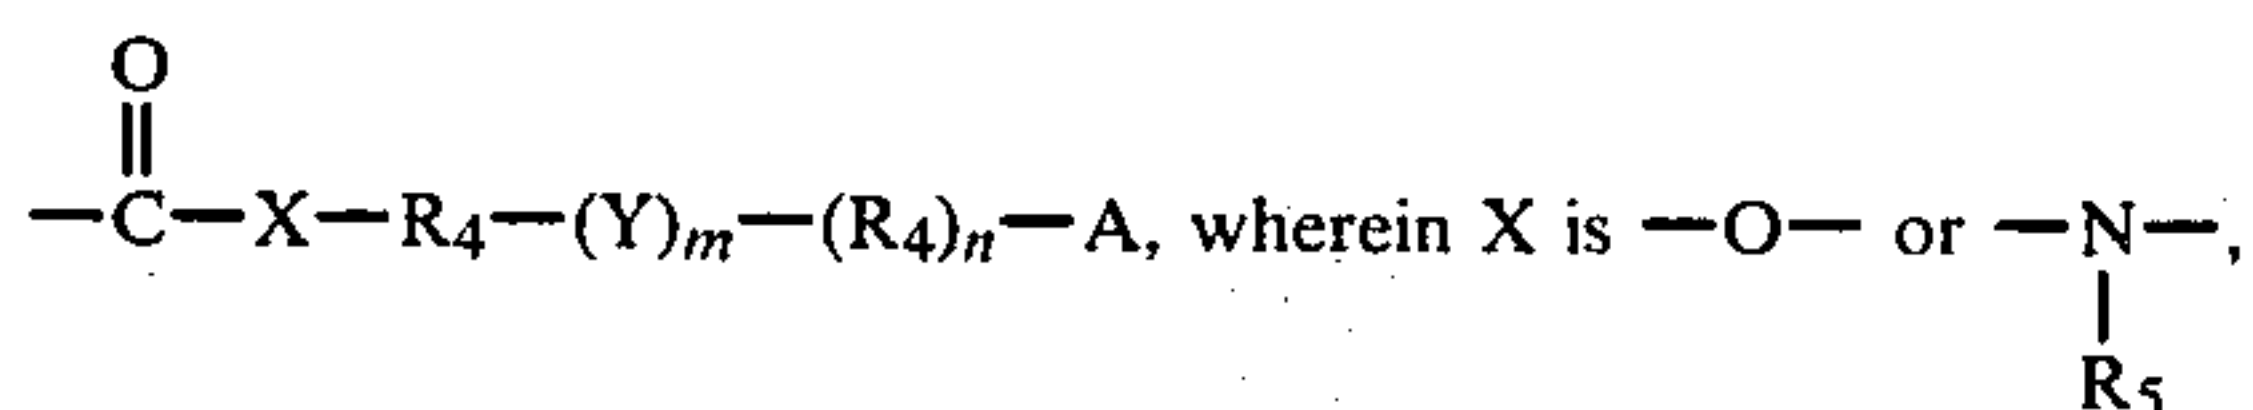 O
—C—X—R4—(Y)m—(R4)n—A, wherein X is —O— or —N—,
R5